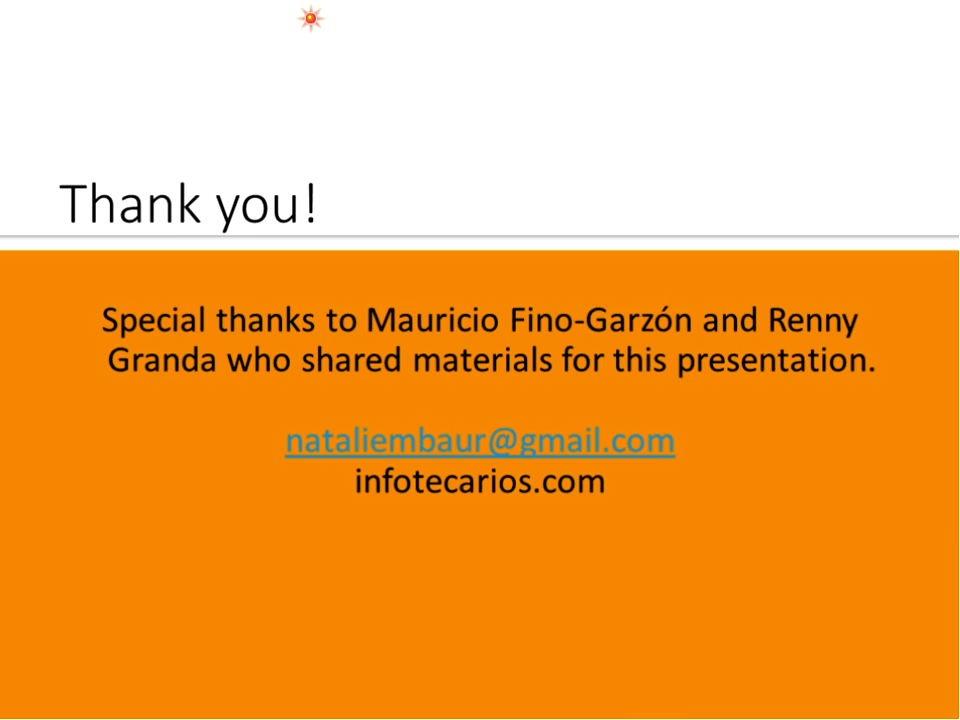 Thank you!
Special thanks to Mauricio Fino-Garzón and Renny
Granda who shared materials for this presentation.
nataliembaur@gmail.com
infotecarios.com